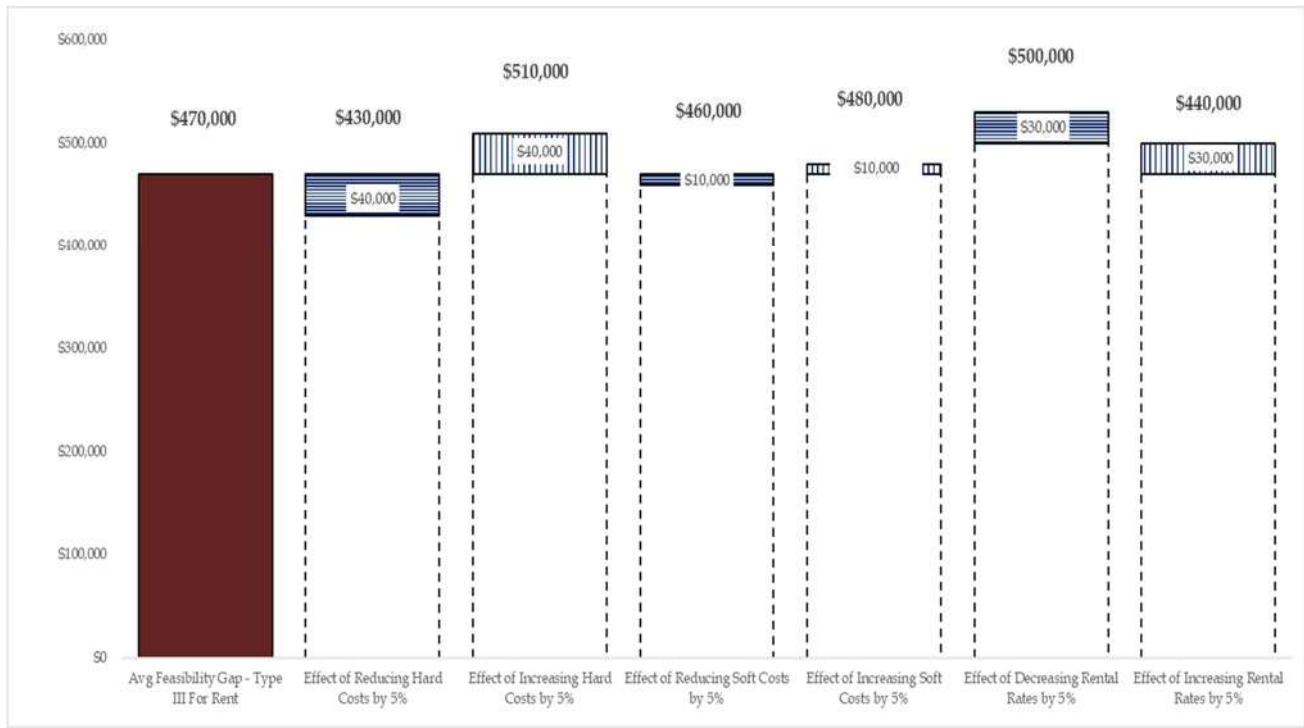 $600,000
$500,000
$400,000
$300,000
$200,000
$100,000
$0
$470,000
$430,000
$510,000
$460,000
$480,000
$500,000
$440,000
$40,000
$40,000
$10,000
$10,000
$30,000
$30,000
Avg Feasibility Gap - Type
III For Rent
Effect of Reducing Hard
Costs by 5%
Effect of Increasing Hard
Costs by 5%
Effect of Reducing Soft Costs
by 5%
Effect of Increasing Soft
Costs by 5%
Effect of Decreasing Rental
Rates by 5%
Effect of Increasing Rental
Rates by 5%